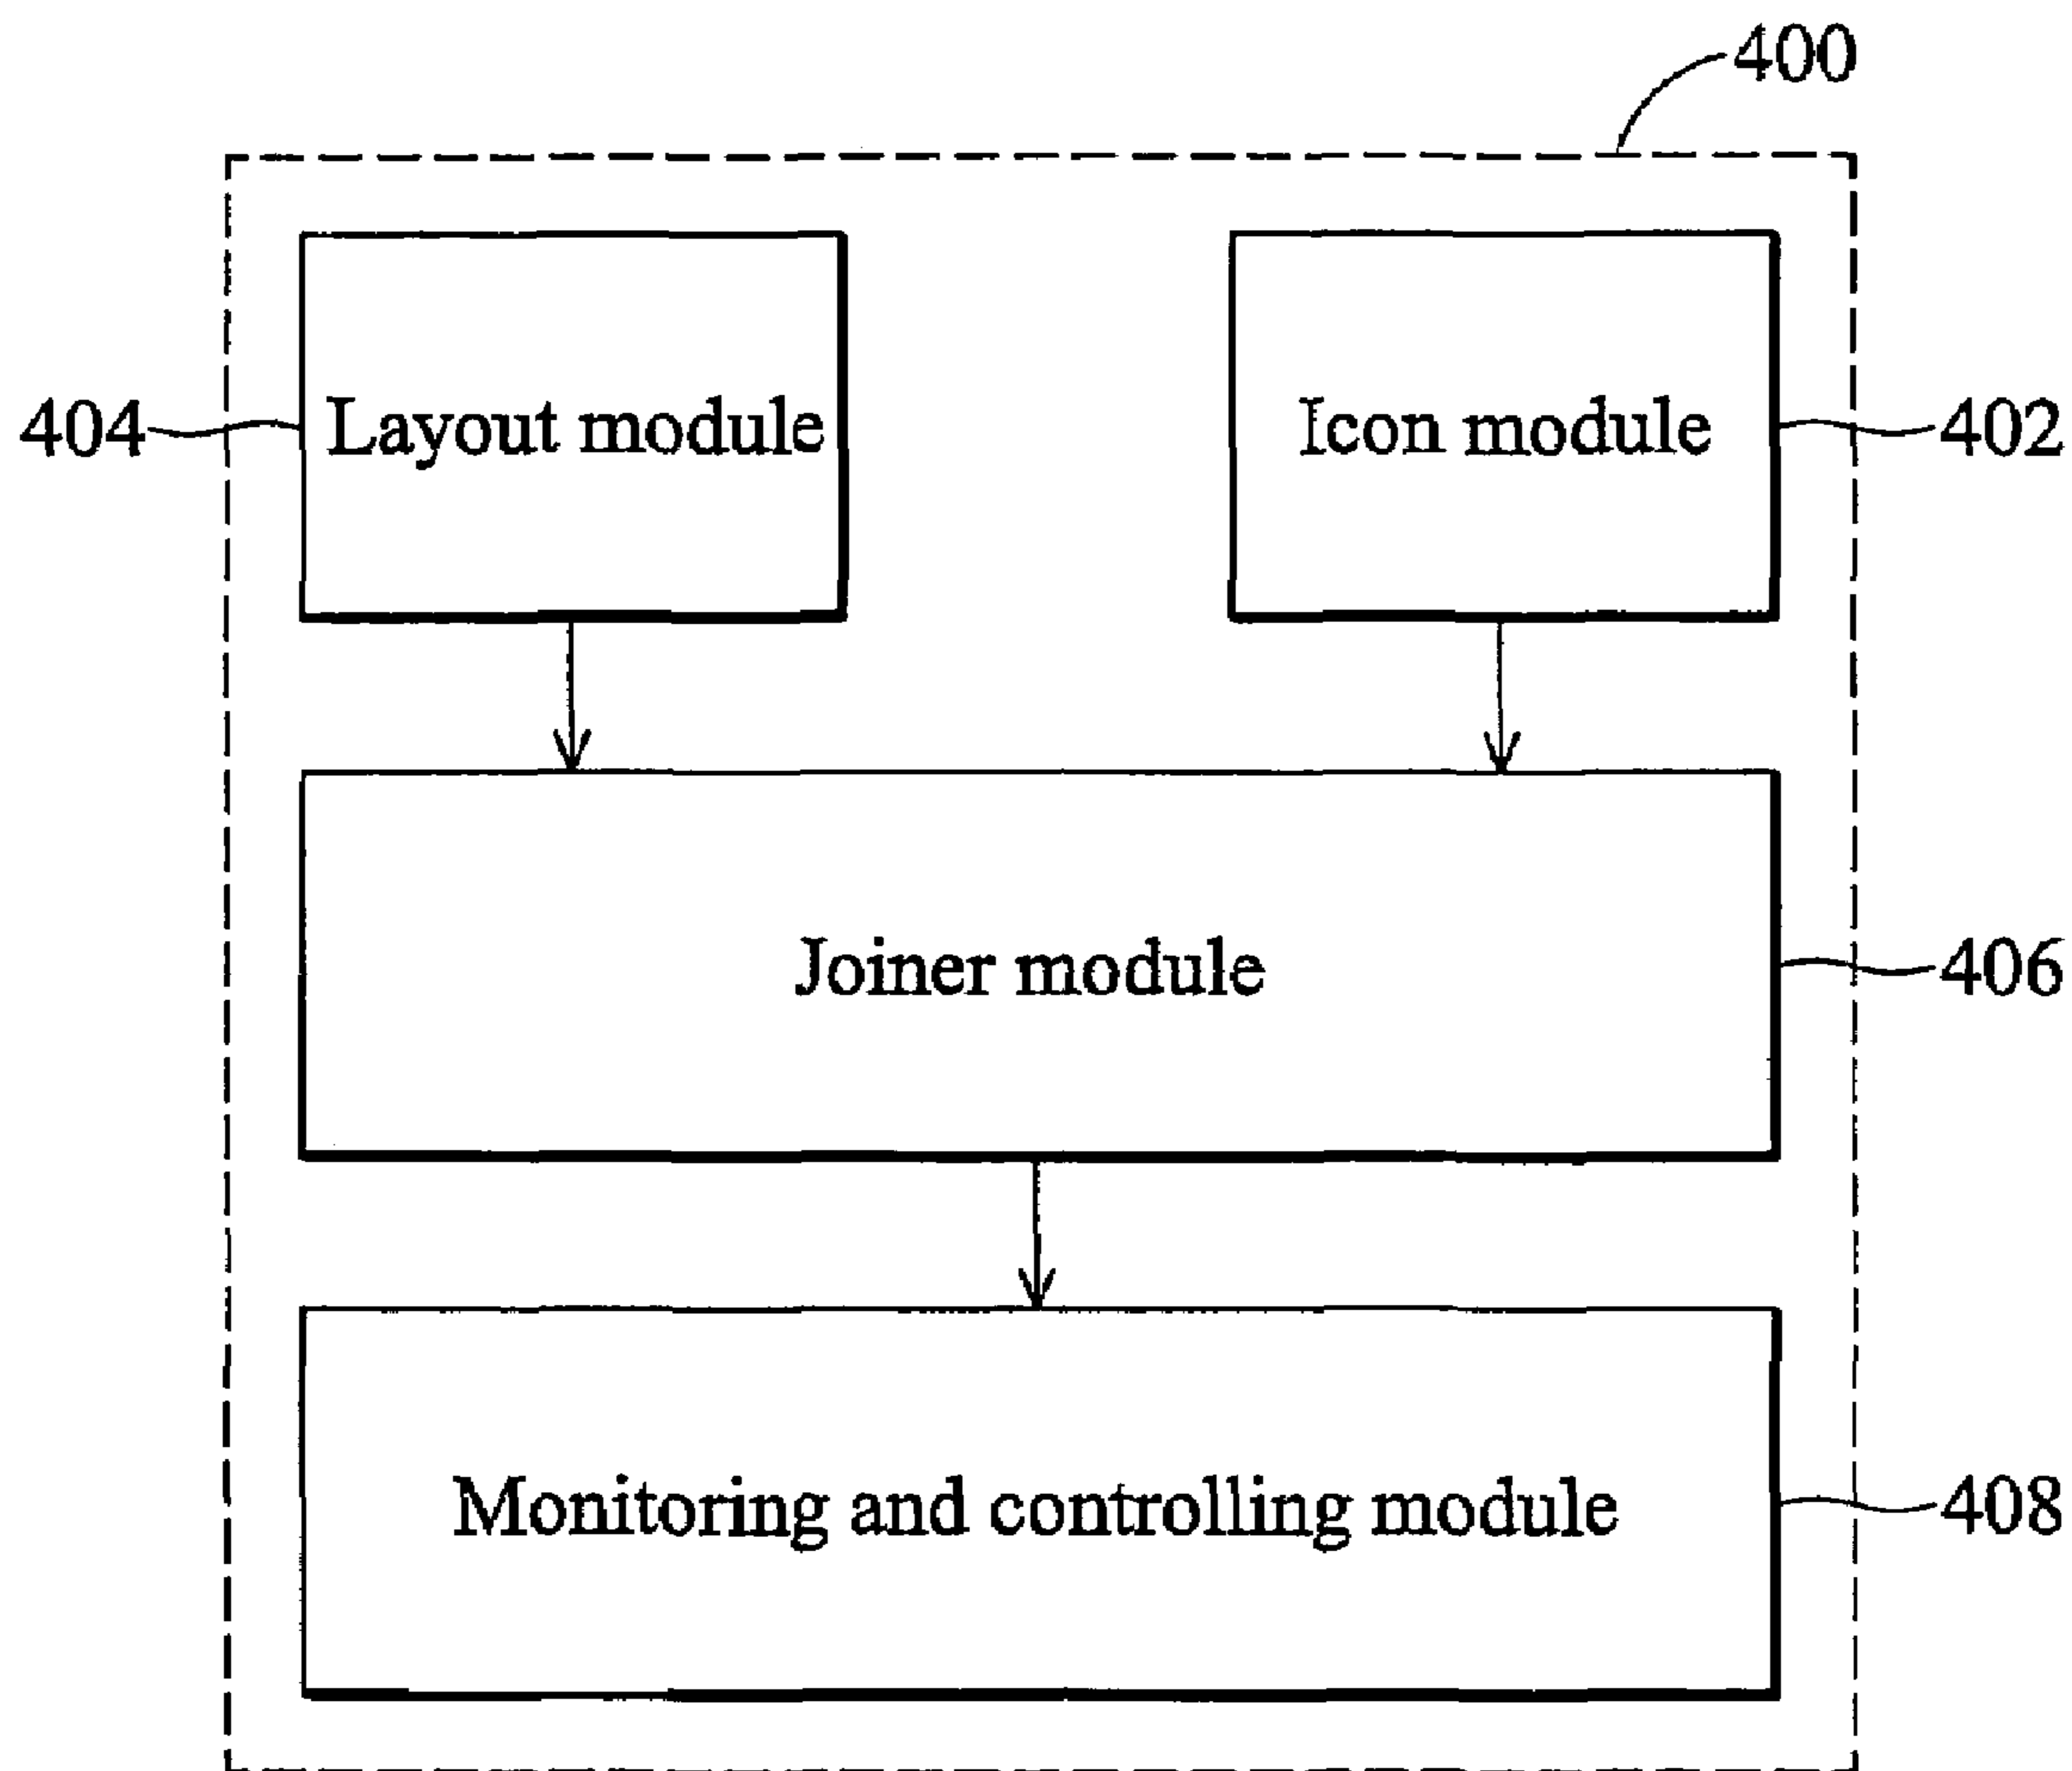 400
404
Layout module
Icon module
402
Joiner module
406
Monitoring and controlling module
408